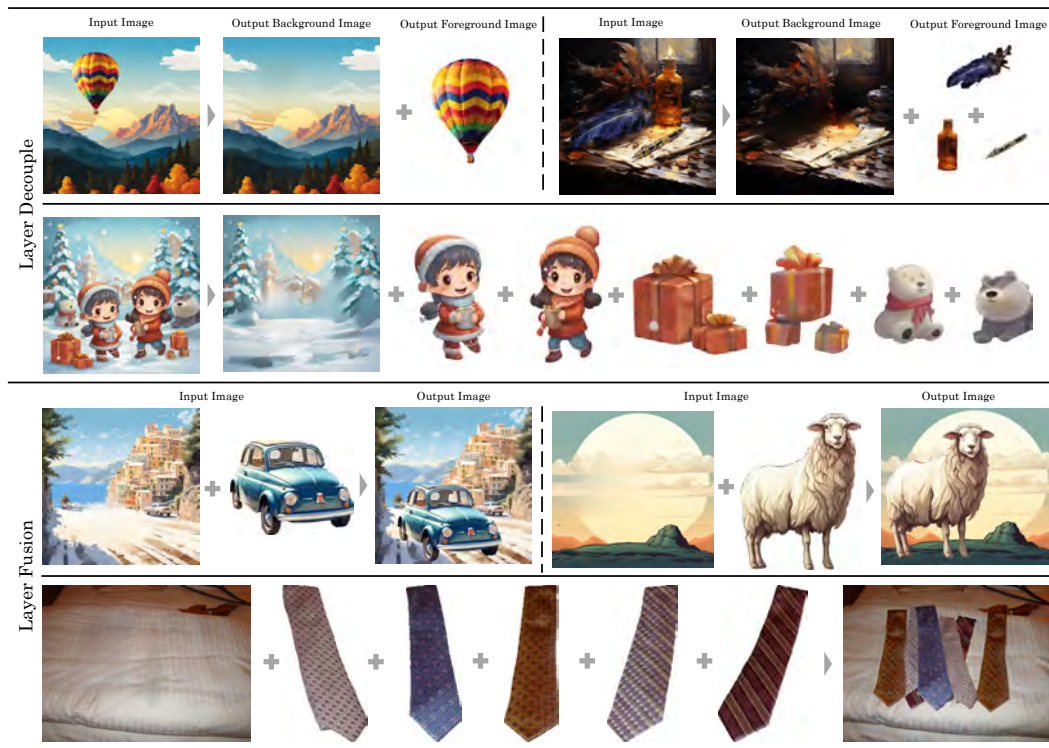 Input Image
Output Background Image
Output Foreground Image
Input Image
Output Background Image
Output Foreground Image
Layer Decouple
Input Image
Output Image
Input Image
Output Image
Layer Fusion